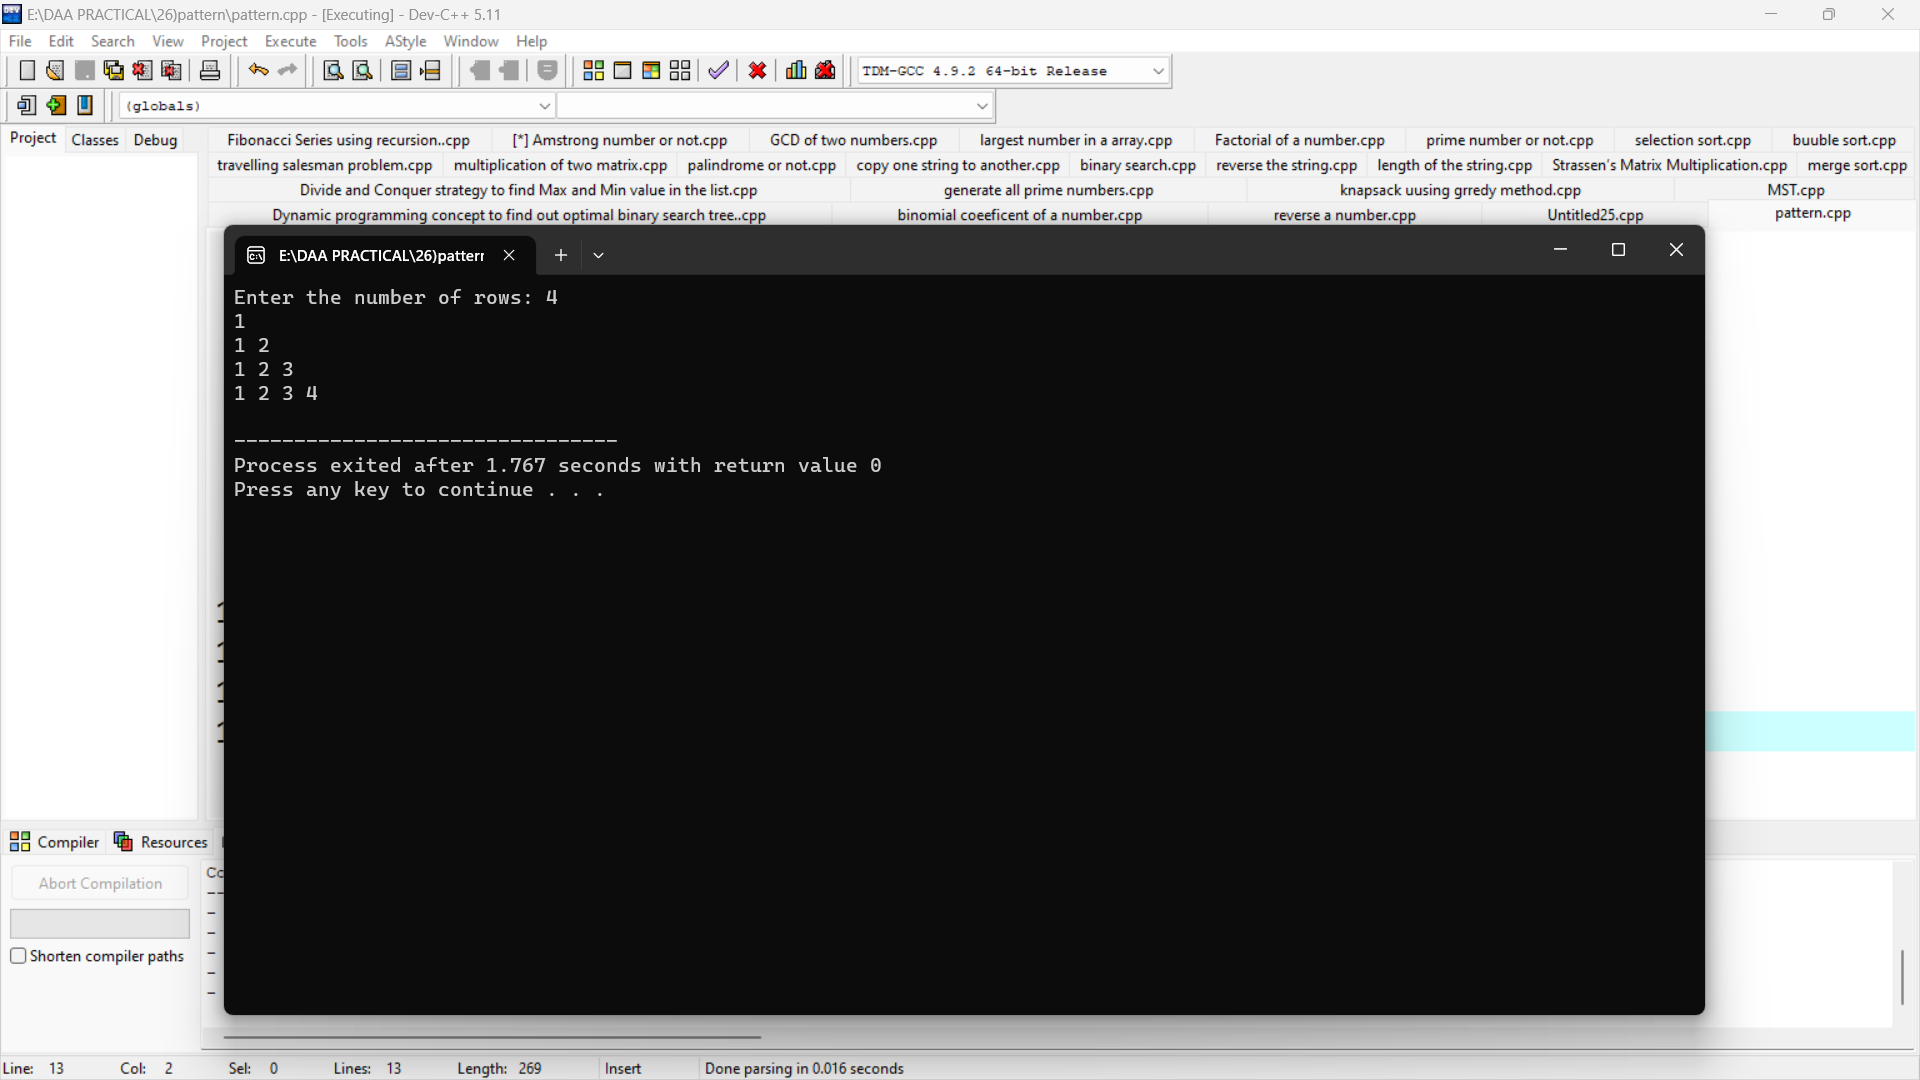 E:\DAA PRACTICAL\26)pattern\pattern.cpp - [Executing] - Dev-C++ 5.11
File Edit Search View Project Execute Tools AStyle Window Help
TDM-GCC 4.9.2 64-bit Release
(globals)
Project Classes Debug
Fibonacci Series using recursion..cpp [*] Amstrong number or not.cpp GCD of two numbers.cpp largest number in a array.cpp Factorial of a number.cpp prime number or not.cpp selection sort.cpp buuble sort.cpp
travelling salesman problem.cpp multiplication of two matrix.cpp palindrome or not.cpp copy one string to another.cpp binary search.cpp reverse the string.cpp length of the string.cpp Strassen's Matrix Multiplication.cpp merge sort.cpp
Divide and Conquer strategy to find Max and Min value in the list.cpp generate all prime numbers.cpp knapsack uusing grredy method.cpp MST.cpp
Dynamic programming concept to find out optimal binary search tree..cpp binomial coeeficent of a number.cpp reverse a number.cpp Untitled25.cpp pattern.cpp
E:\DAA PRACTICAL\26)patterr
Enter the number of rows: 4
1
1 2
1 2 3
1 2 3 4
--------------------------------
Process exited after 1.767 seconds with return value 0
Press any key to continue . . .
Compiler Resources
Abort Compilation
Shorten compiler paths
Line: 13 Col: 2 Sel: 0 Lines: 13 Length: 269 Insert Done parsing in 0.016 seconds